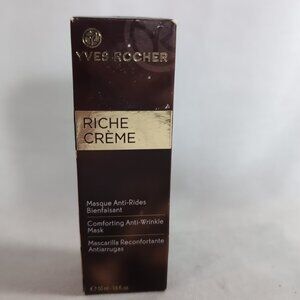 YVES ROCHER
RICHE
CRÈME
Masque Anti-Rides
Bienfaisant
Comforting Anti-Wrinkle
Mask
Mascarilla Reconfortante
Antiarrugas